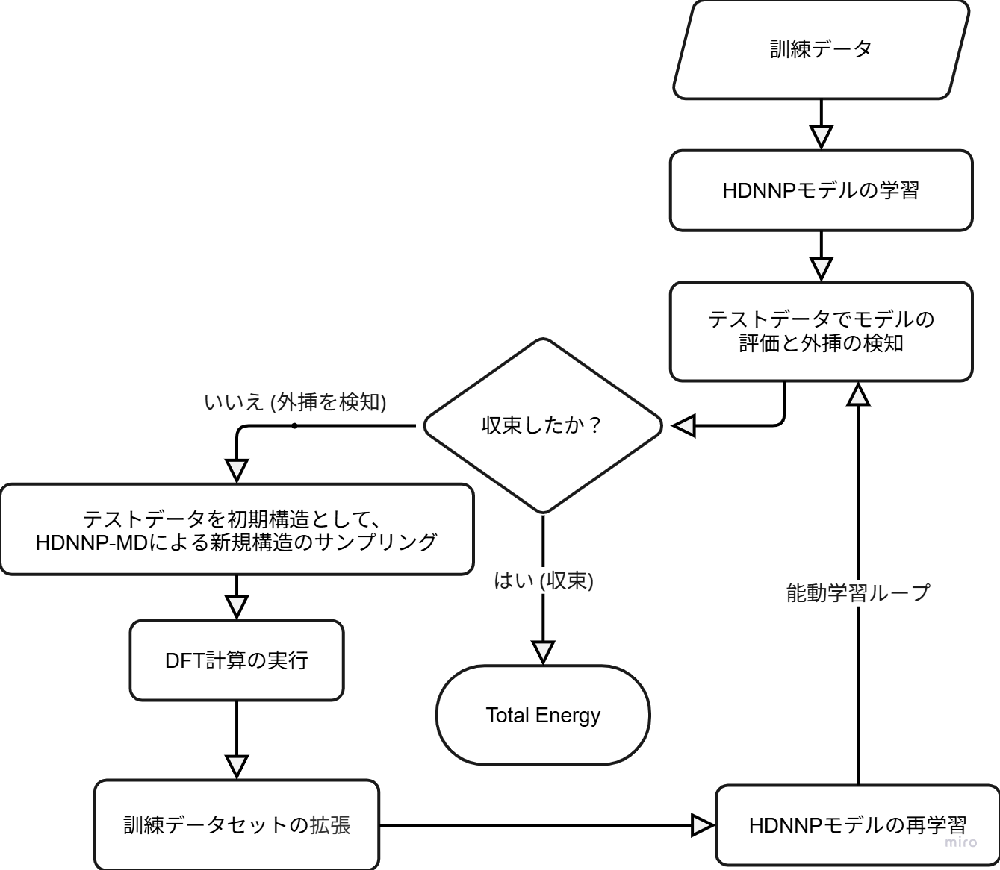 訓練データ
HDNNPモデルの学習
テストデータでモデルの
評価と外挿の検知
収束したか？
いいえ (外挿を検知)
テストデータを初期構造として、
HDNNP-MDによる新規構造のサンプリング
はい (収束)
能動学習ループ
DFT計算の実行
Total Energy
訓練データセットの拡張
HDNNPモデルの再学習
miro